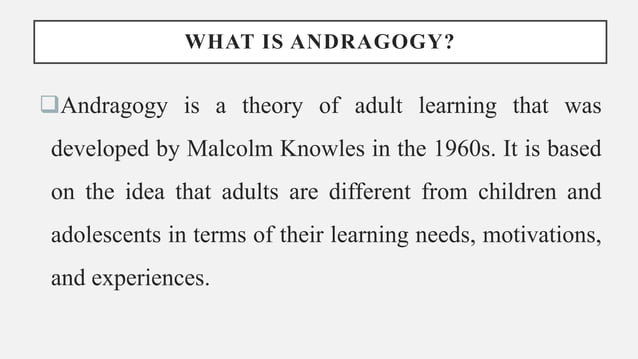 WHAT IS ANDRAGOGY?
❑Andragogy is a theory of adult learning that was
developed by Malcolm Knowles in the 1960s. It is based
on the idea that adults are different from children and
adolescents in terms of their learning needs, motivations,
and experiences.